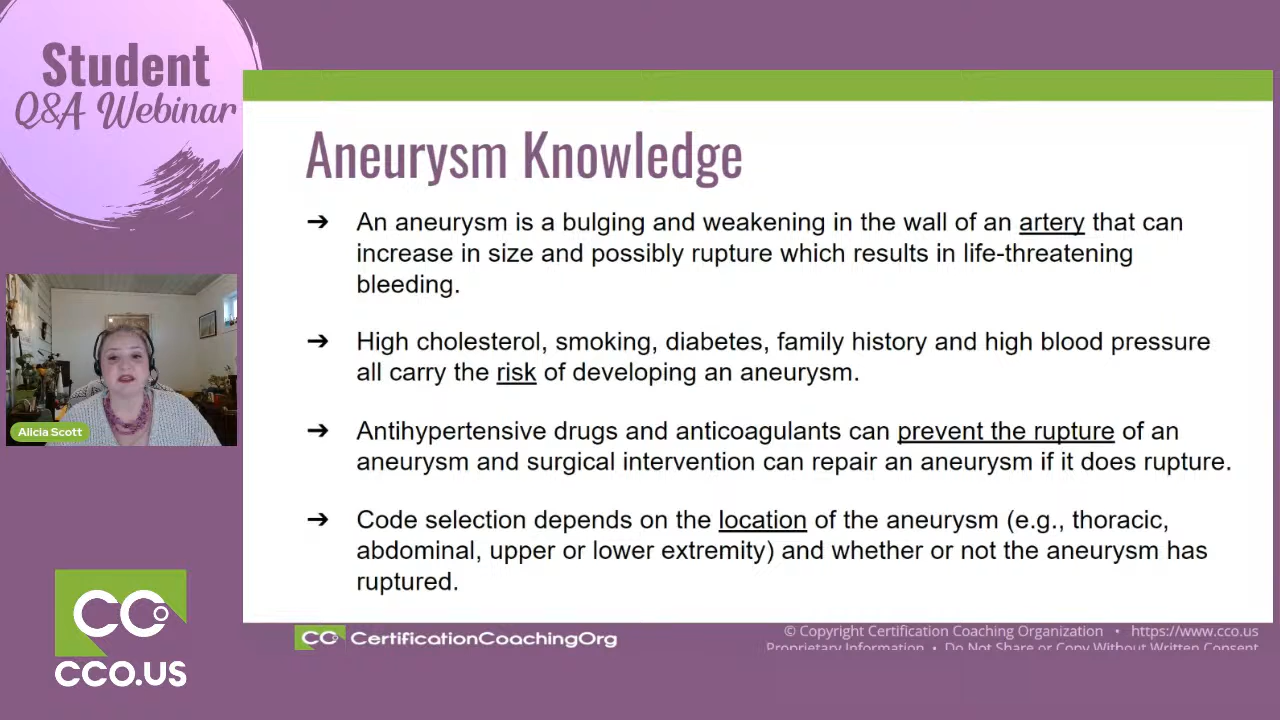 Student
Q&A Webinar
Aneurysm Knowledge
➔ An aneurysm is a bulging and weakening in the wall of an artery that can
increase in size and possibly rupture which results in life-threatening
bleeding.
➔ High cholesterol, smoking, diabetes, family history and high blood pressure
all carry the risk of developing an aneurysm.
➔ Antihypertensive drugs and anticoagulants can prevent the rupture of an
aneurysm and surgical intervention can repair an aneurysm if it does rupture.
➔ Code selection depends on the location of the aneurysm (e.g., thoracic,
abdominal, upper or lower extremity) and whether or not the aneurysm has
ruptured.
Alicia Scott
CCO
CCO.US
CCO CertificationCoachingOrg
© Copyright Certification Coaching Organization • https://www.cco.us
Proprietary Information • Do Not Share or Copy Without Written Consent